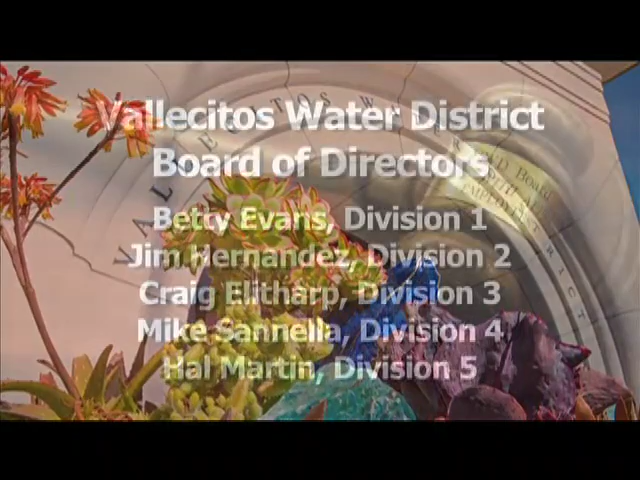 Vallecitos Water District
Board of Directors
Betty Evans, Division 1
Jim Hernandez, Division 2
Craig Elitharp, Division 3
Mike Sannella, Division 4
Hal Martin, Division 5